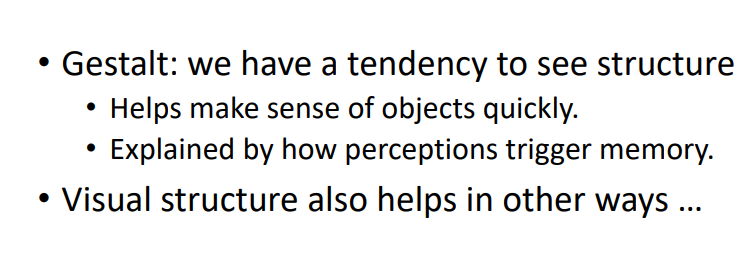 • Gestalt: we have a tendency to see structure
• Helps make sense of objects quickly.
• Explained by how perceptions trigger memory.
• Visual structure also helps in other ways …